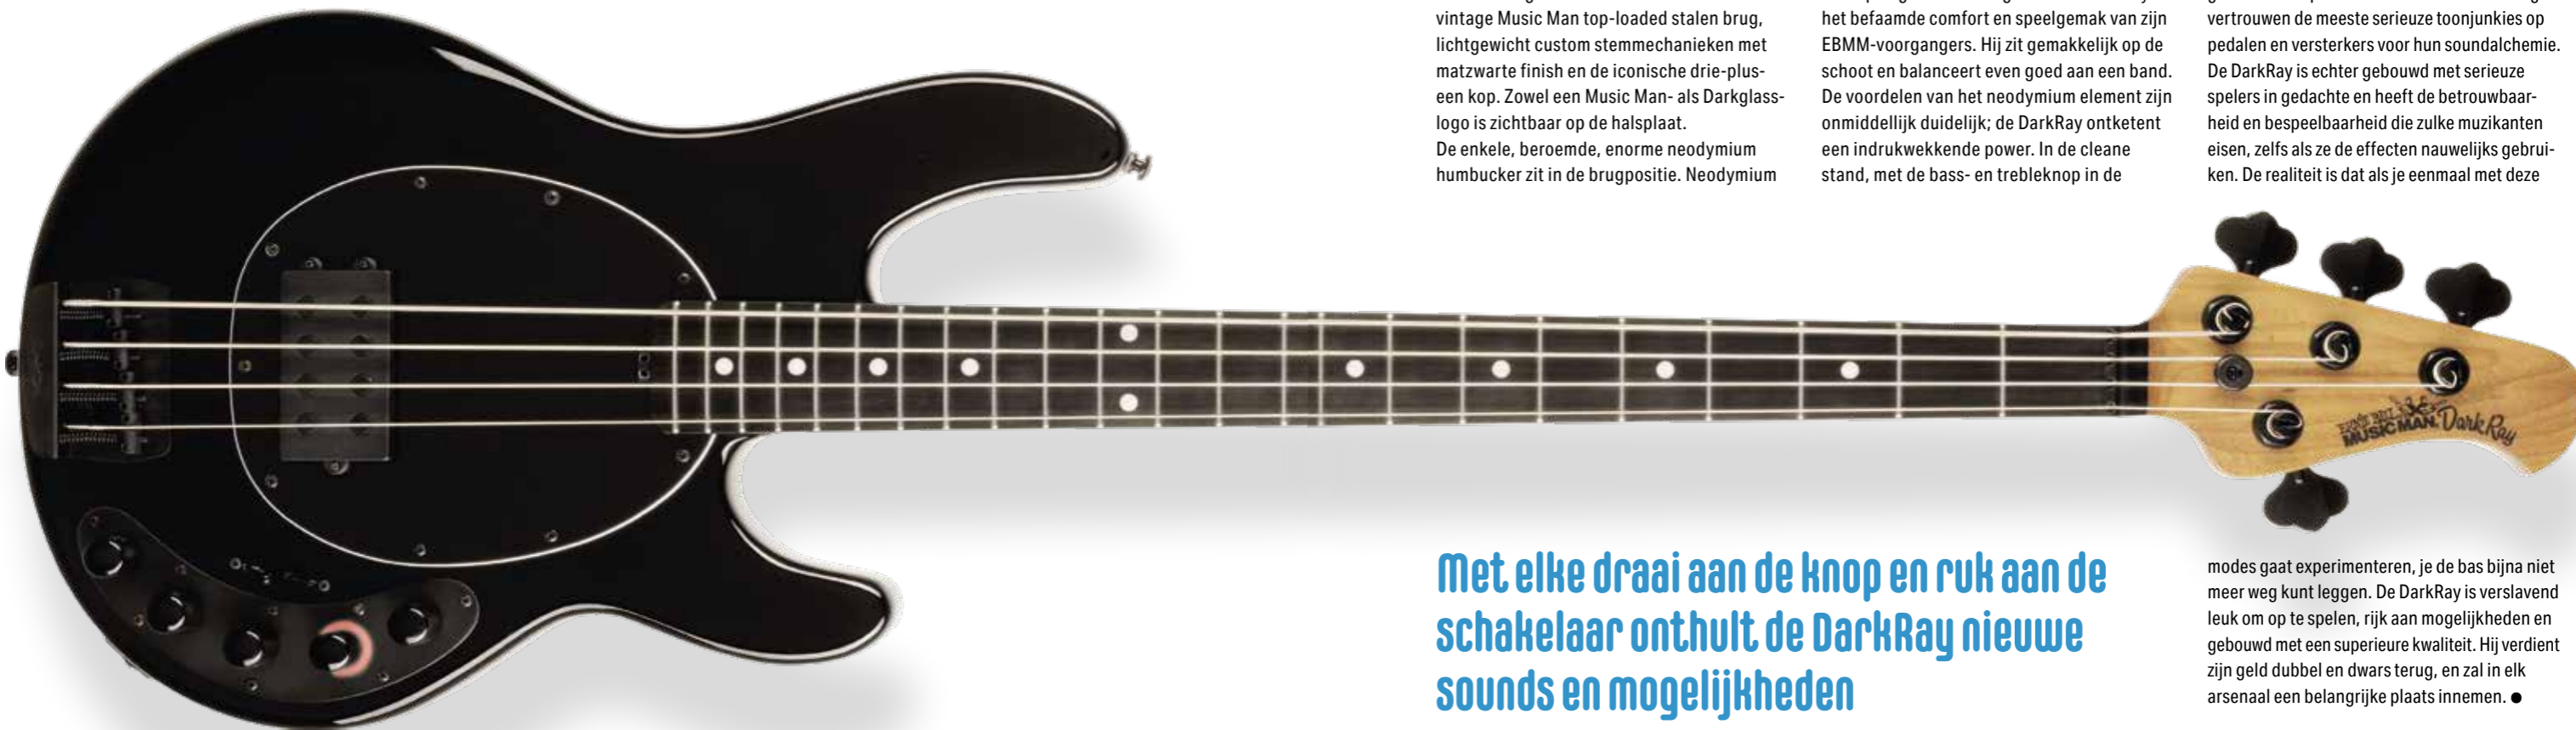 vintage Music Man top-loaded stalen brug,
lichtgewicht custom stemmechanieken met
matzwarte finish en de iconische drie-plus-
een kop. Zowel een Music Man- als Darkglass-
logo is zichtbaar op de halsplaat.
De enkele, beroemde, enorme neodymium
humbucker zit in de brugpositie. Neodymium
het befaamde comfort en speelgemak van zijn
EBMM-voorgangers. Hij zit gemakkelijk op de
schoot en balanceert even goed aan een band.
De voordelen van het neodymium element zijn
onmiddellijk duidelijk; de DarkRay ontketent
een indrukwekkende power. In de cleane
stand, met de bass- en trebleknop in de
vertrouwen de meeste serieuze toonjunkies op
pedalen en versterkers voor hun soundalchemie.
De DarkRay is echter gebouwd met serieuze
spelers in gedachte en heeft de betrouwbaar-
heid en bespeelbaarheid die zulke muzikanten
eisen, zelfs als ze de effecten nauwelijks gebrui-
ken. De realiteit is dat als je eenmaal met deze
modes gaat experimenteren, je de bas bijna niet
meer weg kunt leggen. De DarkRay is verslavend
leuk om op te spelen, rijk aan mogelijkheden en
gebouwd met een superieure kwaliteit. Hij verdient
zijn geld dubbel en dwars terug, en zal in elk
arsenaal een belangrijke plaats innemen. ●
Met elke draai aan de knop en ruk aan de
schakelaar onthult de DarkRay nieuwe
sounds en mogelijkheden
ERNIE BALL
MUSIC MAN DarkRay